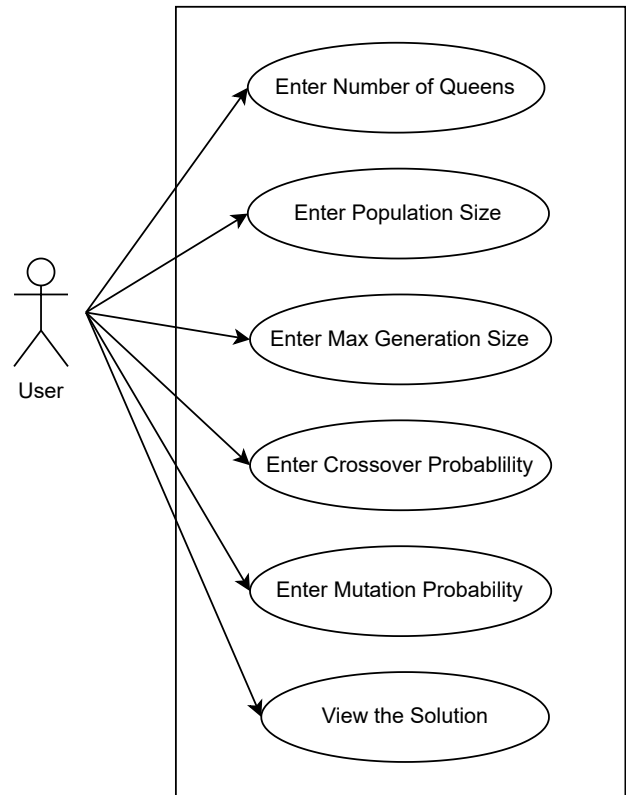 Enter Number of Queens
Enter Population Size
Enter Max Generation Size
User
Enter Crossover Probablility
Enter Mutation Probability
View the Solution